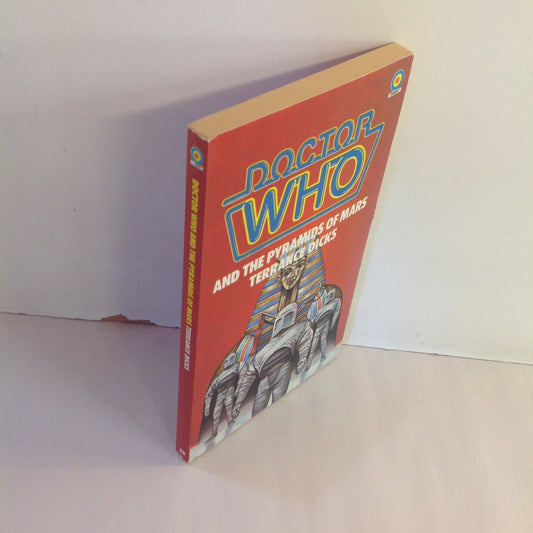 DOCTOR
WHO
AND THE PYRAMIDS OF MARS
TERRANCE DICKS
DOCTOR WHO AND THE PYRAMIDS OF MARS TERRANCE DICKS